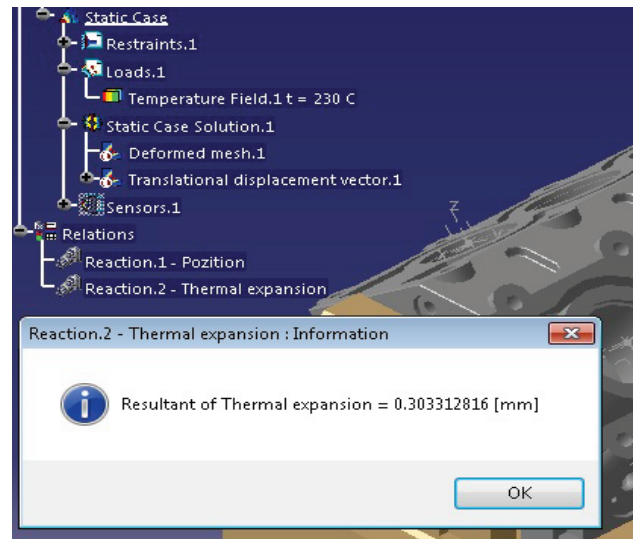 Static Case
Restraints.1
Loads.1
Temperature Field.1 t = 230 C
Static Case Solution.1
Deformed mesh.1
Translational displacement vector.1
Sensors.1
Relations
Reaction.1 - Pozition
Reaction.2 - Thermal expansion
z
Reaction.2 - Thermal expansion : Information
Resultant of Thermal expansion = 0.303312816 [mm]
OK